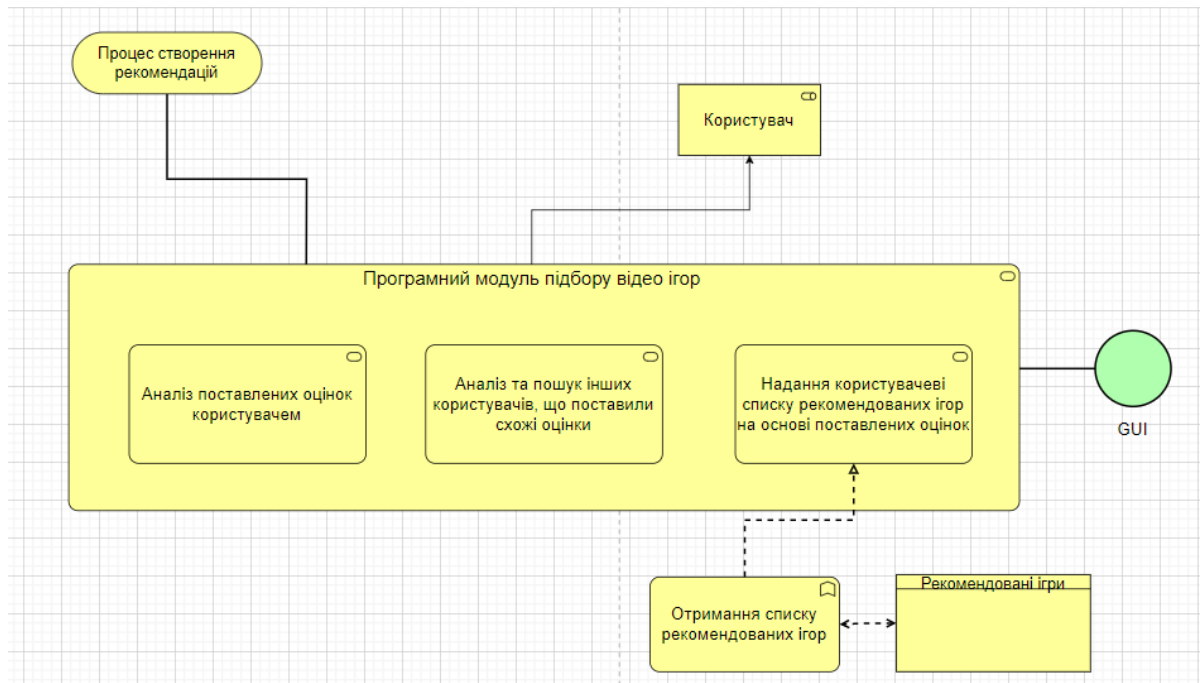 Процес створення
рекомендацій
Користувач
Програмний модуль підбору відео ігор
Аналіз поставлених оцінок
користувачем
Аналіз та пошук інших
користувачів, що поставили
схожі оцінки
Надання користувачеві
списку рекомендованих ігор
на основі поставлених оцінок
GUI
Отримання списку
рекомендованих ігор
Рекомендовані ігри